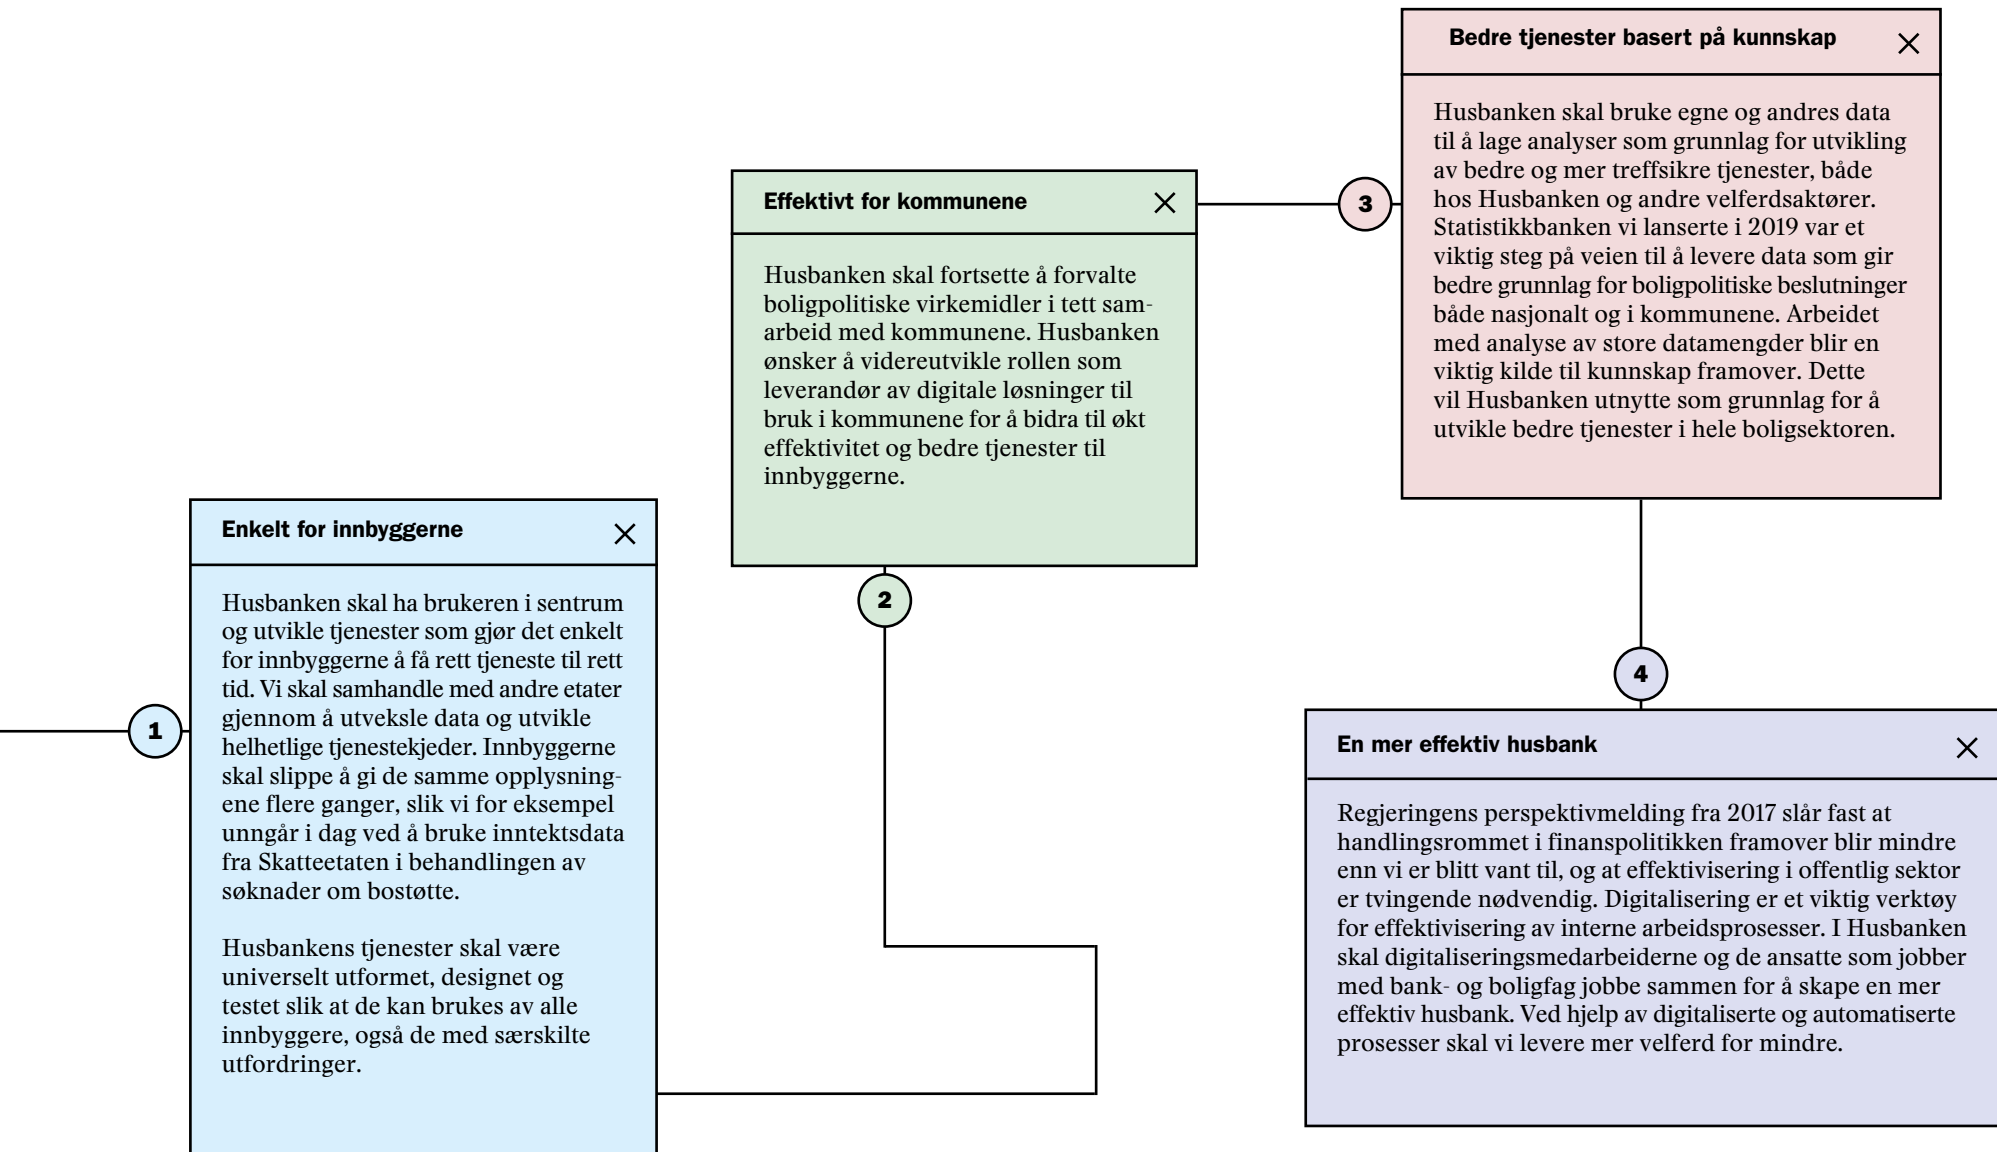 1
Enkelt for innbyggerne
Husbanken skal ha brukeren i sentrum
og utvikle tjenester som gjør det enkelt
for innbyggerne å få rett tjeneste til rett
tid. Vi skal samhandle med andre etater
gjennom å utveksle data og utvikle
helhetlige tjenestekjeder. Innbyggerne
skal slippe å gi de samme opplysning-
ene flere ganger, slik vi for eksempel
unngår i dag ved å bruke inntektsdata
fra Skatteetaten i behandlingen av
søknader om bostøtte.
Husbankens tjenester skal være
universelt utformet, designet og
testet slik at de kan brukes av alle
innbyggere, også de med særskilte
utfordringer.
2
Effektivt for kommunene
Husbanken skal fortsette å forvalte
boligpolitiske virkemidler i tett sam-
arbeid med kommunene. Husbanken
ønsker å videreutvikle rollen som
leverandør av digitale løsninger til
bruk i kommunene for å bidra til økt
effektivitet og bedre tjenester til
innbyggerne.
3
Bedre tjenester basert på kunnskap
Husbanken skal bruke egne og andres data
til å lage analyser som grunnlag for utvikling
av bedre og mer treffsikre tjenester, både
hos Husbanken og andre velferdsaktører.
Statistikkbanken vi lanserte i 2019 var et
viktig steg på veien til å levere data som gir
bedre grunnlag for boligpolitiske beslutninger
både nasjonalt og i kommunene. Arbeidet
med analyse av store datamengder blir en
viktig kilde til kunnskap framover. Dette
vil Husbanken utnytte som grunnlag for å
utvikle bedre tjenester i hele boligsektoren.
4
En mer effektiv husbank
Regjeringens perspektivmelding fra 2017 slår fast at
handlingsrommet i finanspolitikken framover blir mindre
enn vi er blitt vant til, og at effektivisering i offentlig sektor
er tvingende nødvendig. Digitalisering er et viktig verktøy
for effektivisering av interne arbeidsprosesser. I Husbanken
skal digitaliseringsmedarbeiderne og de ansatte som jobber
med bank- og boligfag jobbe sammen for å skape en mer
effektiv husbank. Ved hjelp av digitaliserte og automatiserte
prosesser skal vi levere mer velferd for mindre.